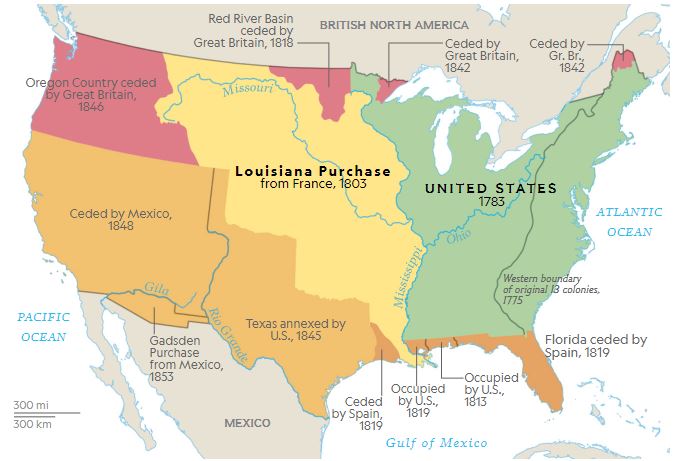 Red River Basin
ceded by
Great Britain, 1818
BRITISH NORTH AMERICA
Ceded by
Great Britain,
1842
Ceded by
Gr. Br.,
1842
Oregon Country ceded
by Great Britain,
1846
Missouri
Louisiana Purchase
from France, 1803
UNITED STATES
1783
Ceded by Mexico,
1848
ATLANTIC
OCEAN
Ohio
Mississippi
Western boundary
of original 13 colonies,
1775
Gila
Rio Grande
PACIFIC
OCEAN
Texas annexed by
U.S., 1845
Gadsden
Purchase
from Mexico,
1853
Florida ceded by
Spain, 1819
Ceded
by Spain,
1819
Occupied
by U.S.,
1819
Occupied
by U.S.,
1813
300 mi
300 km
MEXICO
Gulf of Mexico